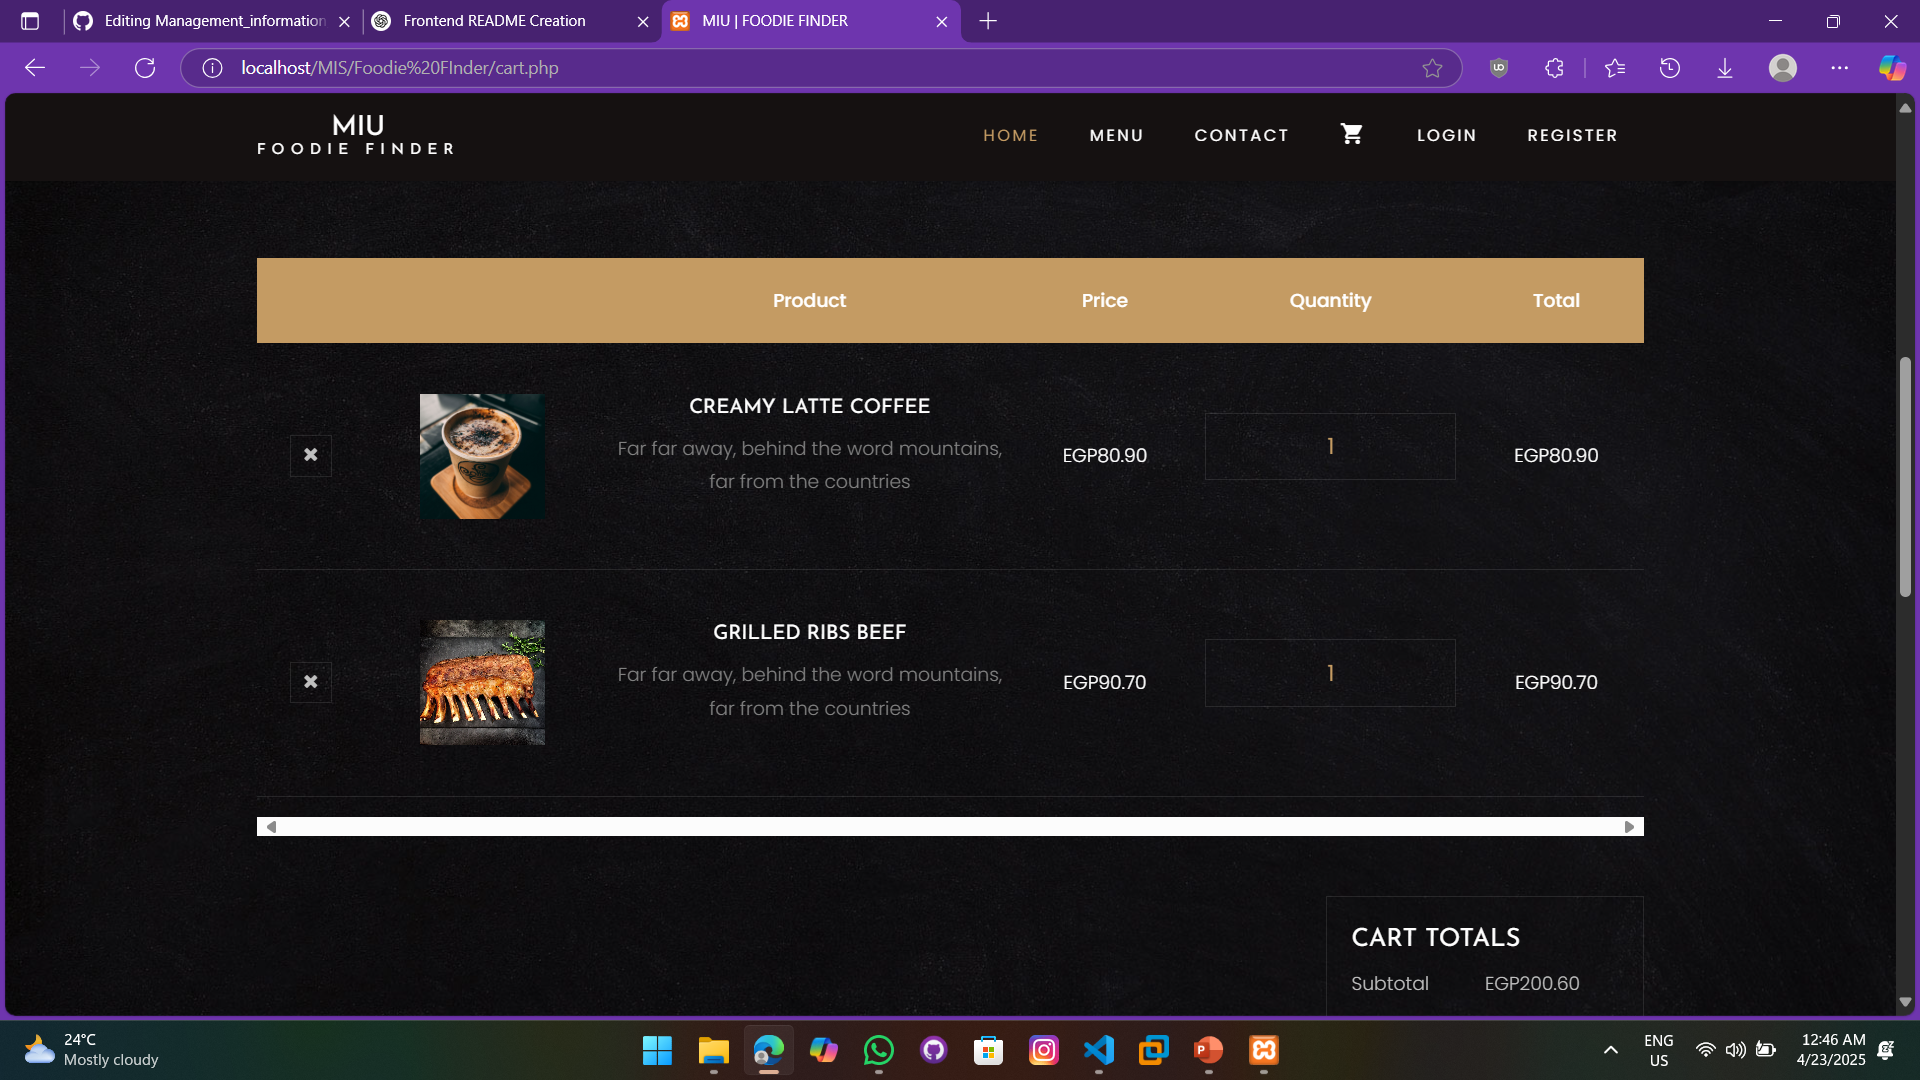 Editing Management_information
Frontend README Creation
MIU | FOODIE FINDER
localhost/MIS/Foodie%20FInder/cart.php
MIU
FOODIE FINDER
HOME
MENU
CONTACT
LOGIN
REGISTER
Product
Price
Quantity
Total
CREAMY LATTE COFFEE
Far far away, behind the word mountains,
far from the countries
EGP80.90
1
EGP80.90
GRILLED RIBS BEEF
Far far away, behind the word mountains,
far from the countries
EGP90.70
1
EGP90.70
CART TOTALS
Subtotal
EGP200.60
24°C
Mostly cloudy
ENG
US
12:46 AM
4/23/2025